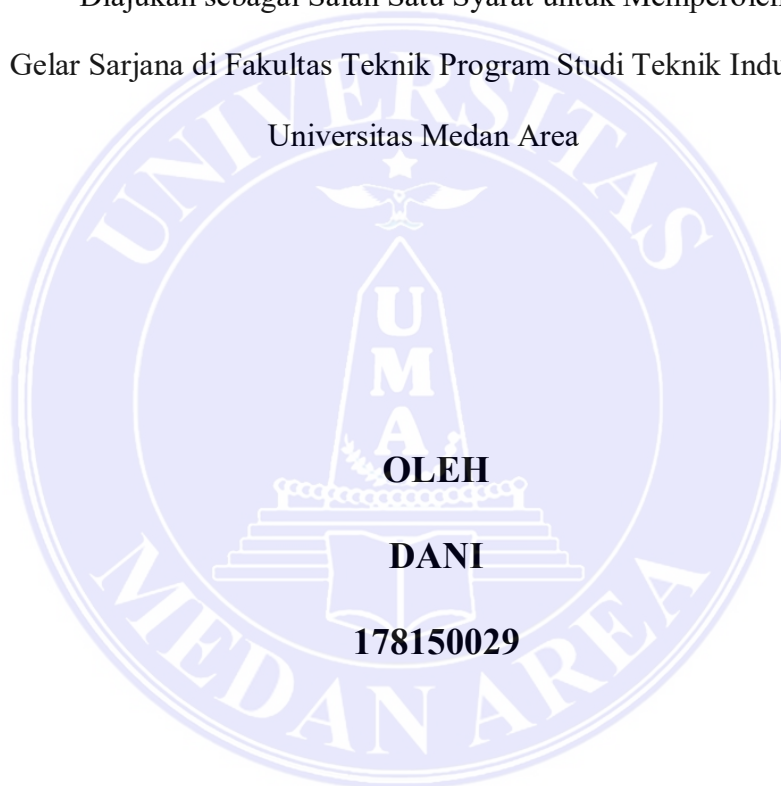 Diajukan sebagai Salah Satu Syarat untuk Memperoleh
Gelar Sarjana di Fakultas Teknik Program Studi Teknik Indu
Universitas Medan Area
UNIVERSITAS
U
M
A
OLEH
DANI
178150029
MEDAN AREA